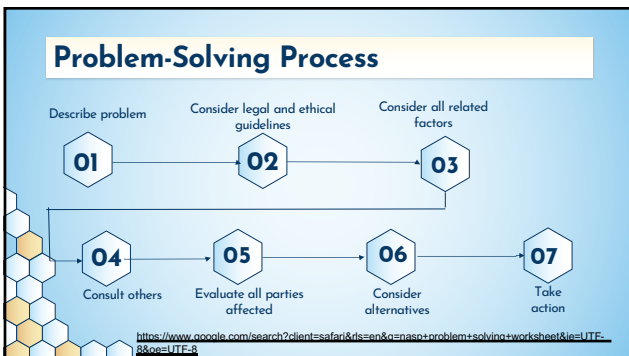 Problem-Solving Process
Describe problem
Consider legal and ethical
guidelines
Consider all related
factors
01
02
03
04
05
06
07
Consult others
Evaluate all parties
affected
Consider
alternatives
Take
action
https://www.google.com/search?client=safari&rls=en&q=nasp+problem+solving+worksheet&ie=UTF-
8&oe=UTF-8